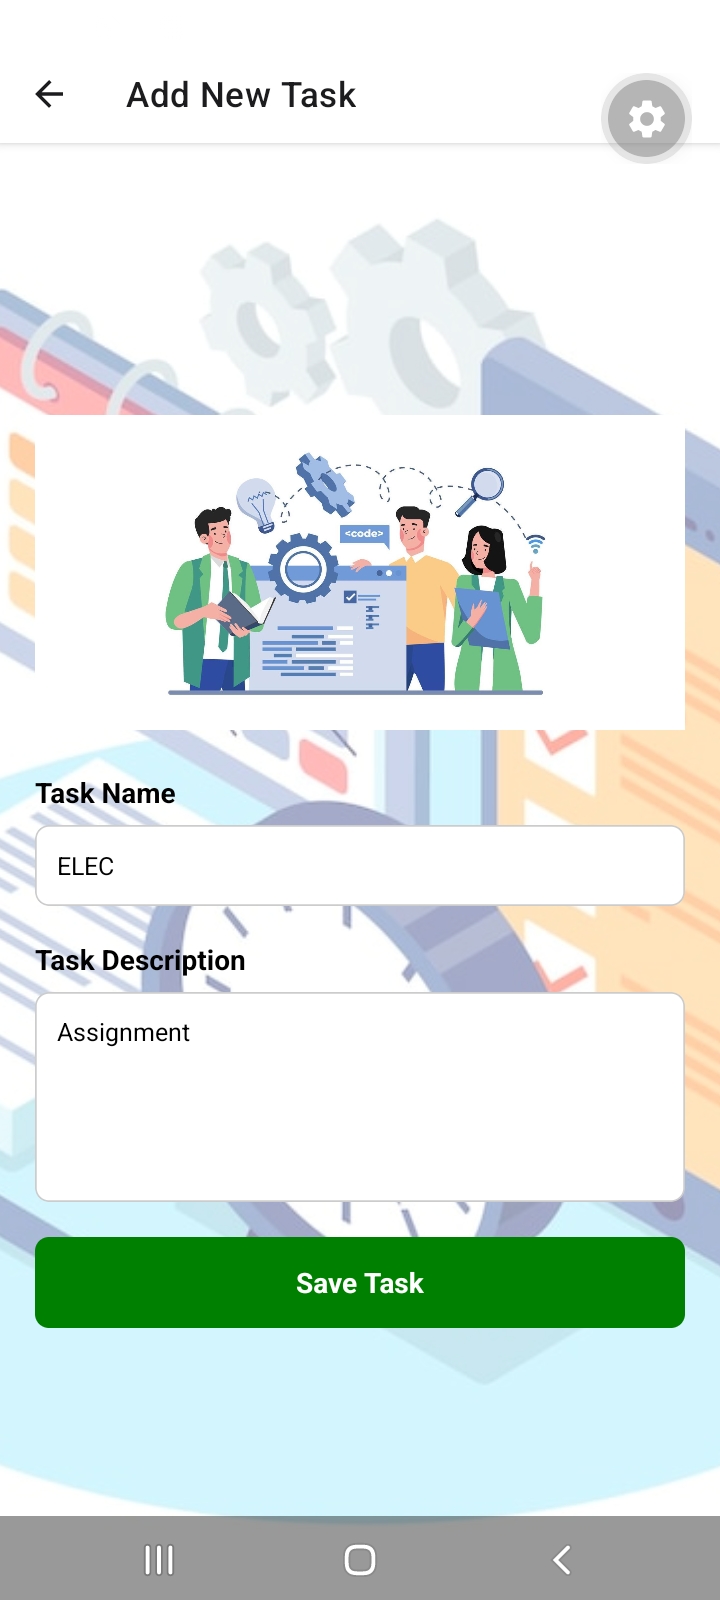 Add New Task
<code>
Task Name
ELEC
Task Description
Assignment
Save Task